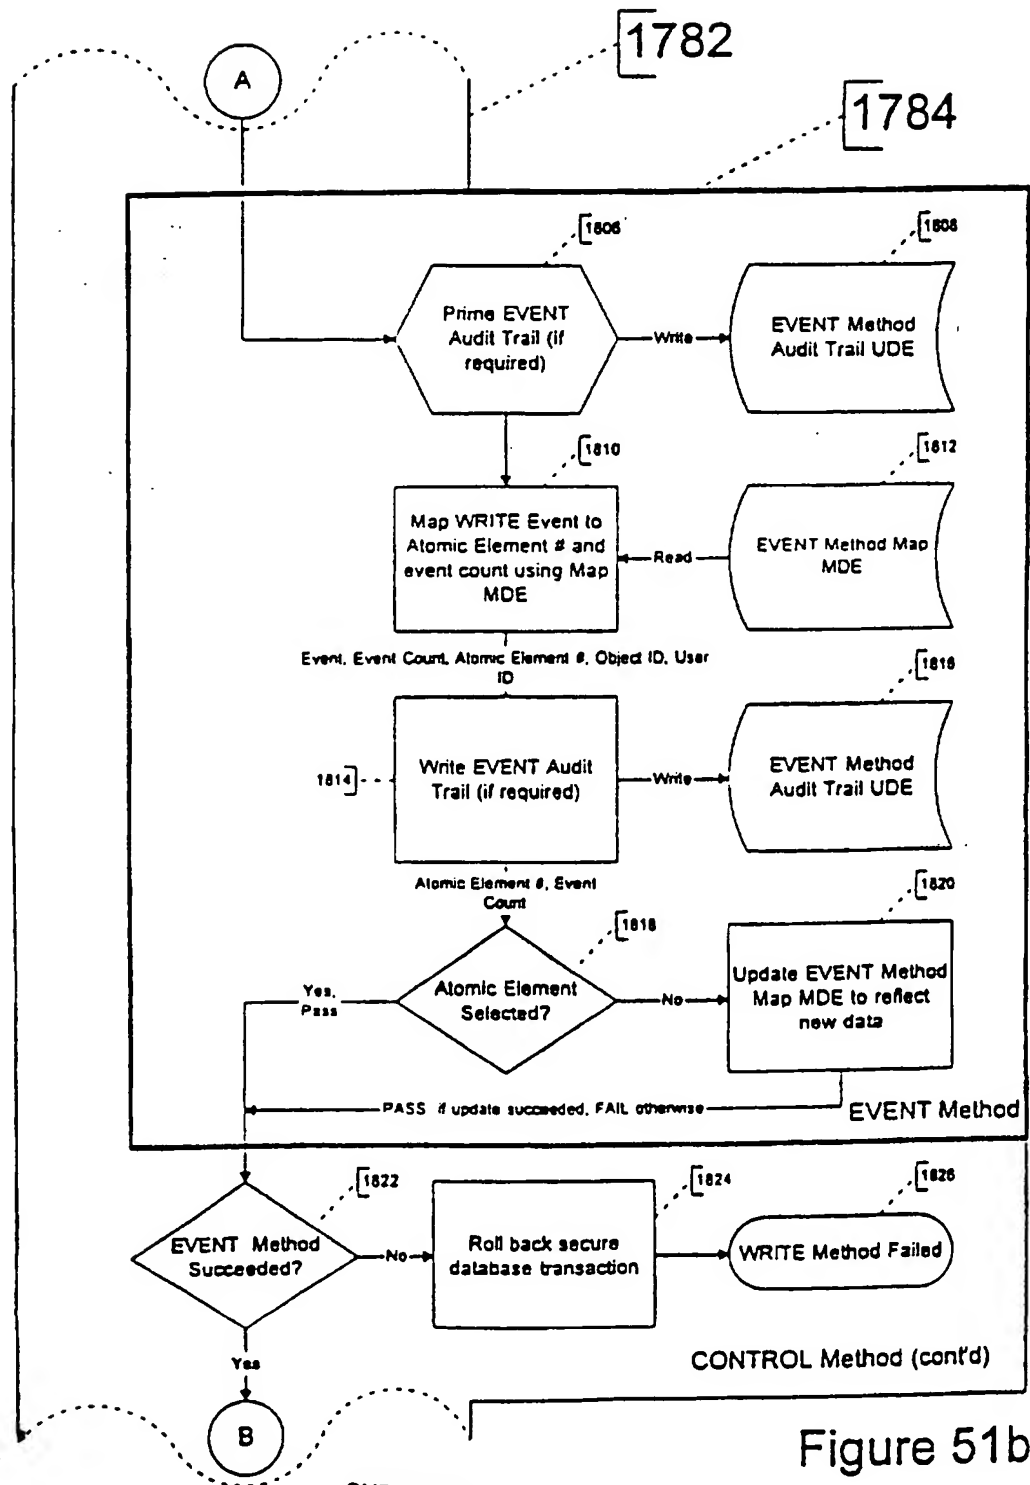 1782
A
1784
1806
1808
Prime EVENT
Audit Trail (if
required)
Write
EVENT Method
Audit Trail UDE
1810
1812
Map WRITE Event to
Atomic Element # and
event count using Map
MDE
Read
EVENT Method Map
MDE
Event, Event Count, Atomic Element #, Object ID, User
ID
1816
1814
Write EVENT Audit
Trail (if required)
Write
EVENT Method
Audit Trail UDE
Atomic Element #, Event
Count
1818
1820
Yes,
Pass
Atomic Element
Selected?
No
Update EVENT Method
Map MDE to reflect
new data
PASS if update succeeded, FAIL otherwise
EVENT Method
1822
1824
1826
EVENT Method
Succeeded?
No
Roll back secure
database transaction
WRITE Method Failed
Yes
CONTROL Method (cont'd)
B
Figure 51b